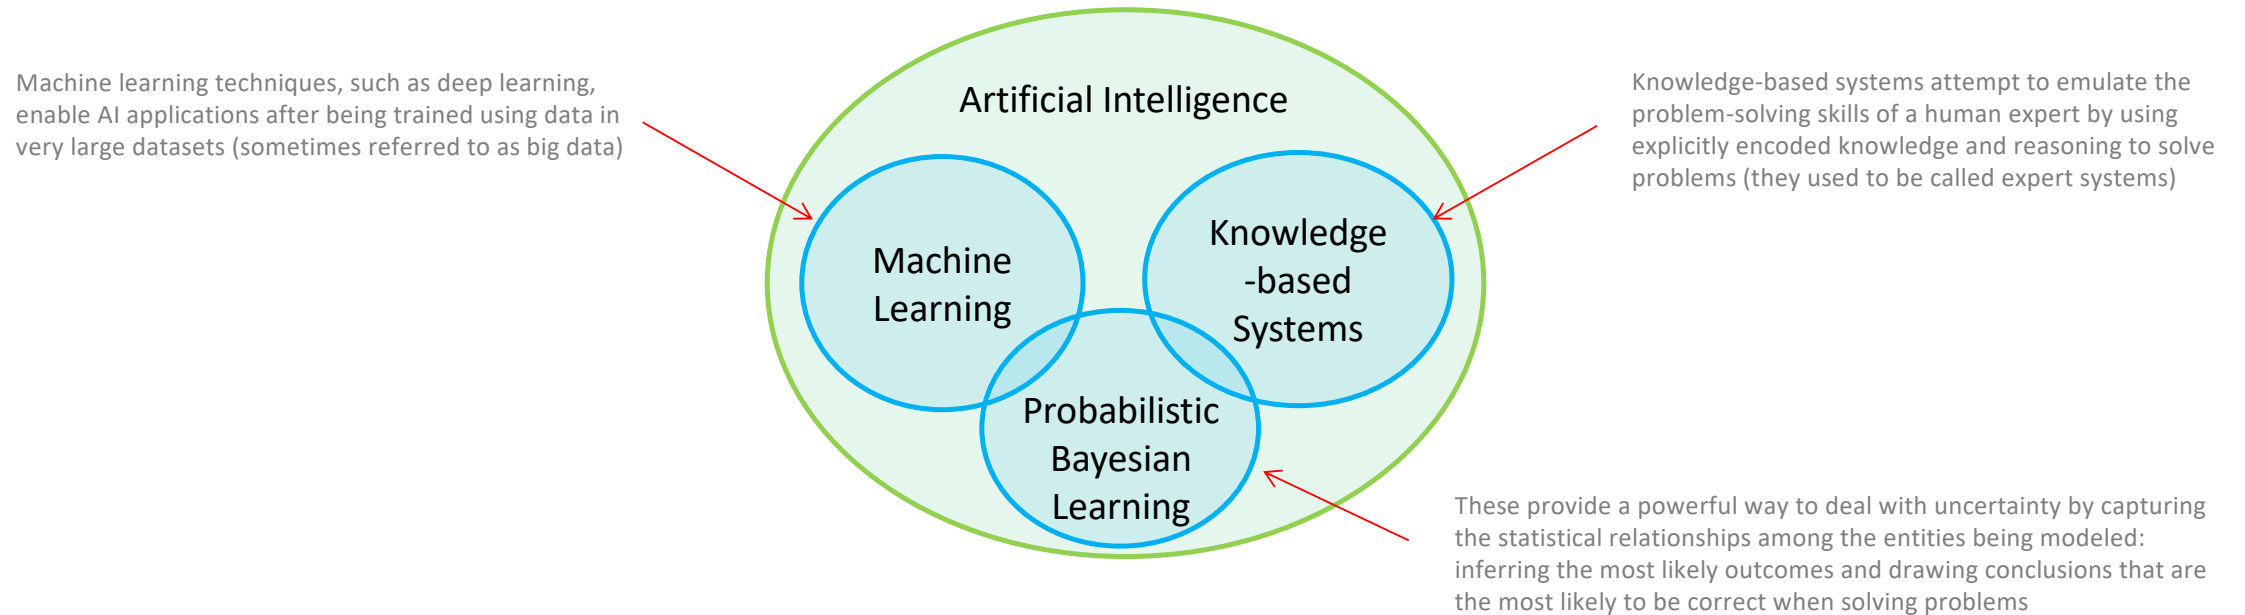 Artificial Intelligence
Machine learning techniques, such as deep learning,
enable AI applications after being trained using data in
very large datasets (sometimes referred to as big data)
Knowledge-based systems attempt to emulate the
problem-solving skills of a human expert by using
explicitly encoded knowledge and reasoning to solve
problems (they used to be called expert systems)
Machine
Learning
Knowledge
-based
Systems
Probabilistic
Bayesian
Learning
These provide a powerful way to deal with uncertainty by capturing
the statistical relationships among the entities being modeled:
inferring the most likely outcomes and drawing conclusions that are
the most likely to be correct when solving problems